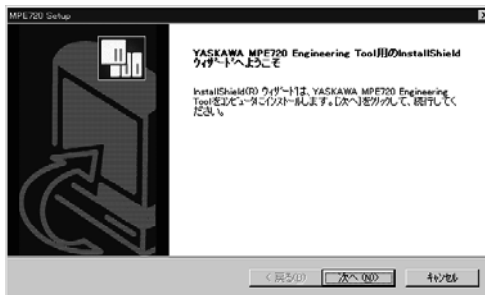 MPE720 Setup
YASKAWA MPE720 Engineering Tool用のInstallShield
ウィザードへようこそ
InstallShield(R) ウィザードは、YASKAWA MPE720 Engineering
Toolをコンピュータにインストールします。[次へ]をクリックして、続行してく
ださい。
< 戻る(B)
次へ (N)>
キャンセル